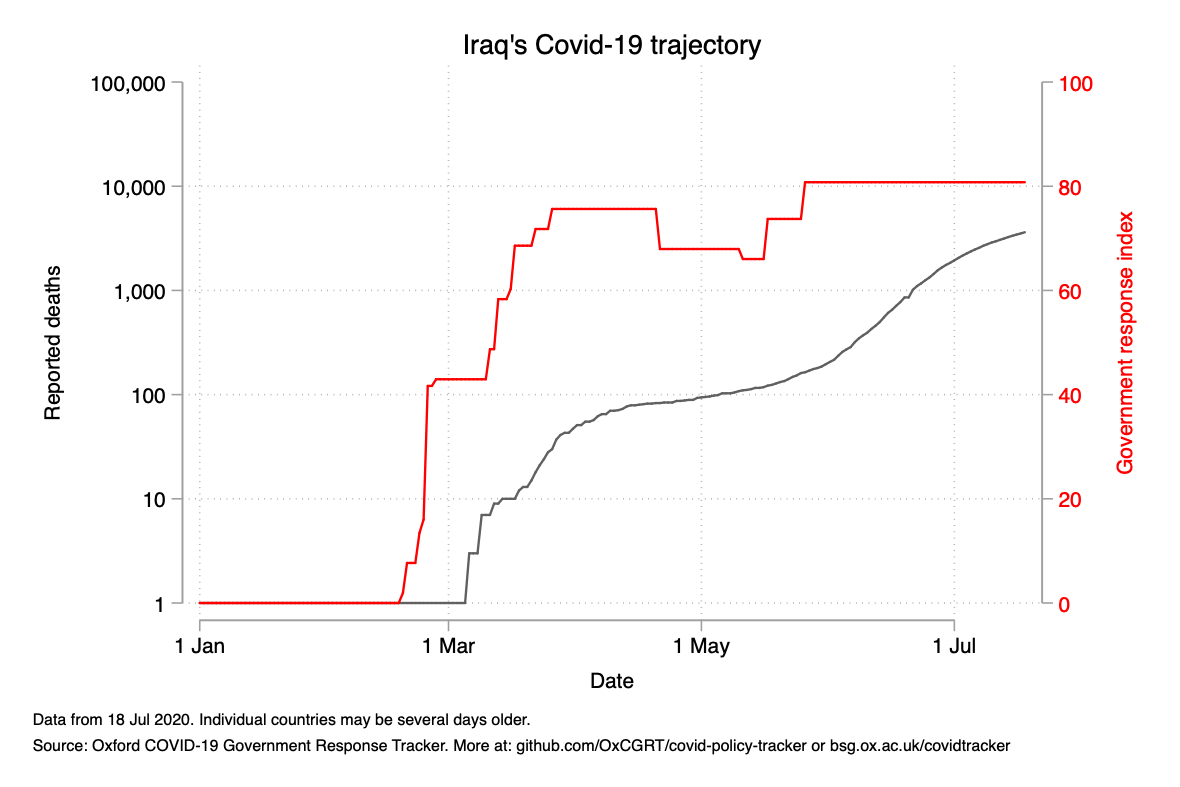 Iraq's Covid-19 trajectory
100,000
10,000
1,000
100
10
1
Reported deaths
100
80
60
40
20
0
Government response index
1 Jan
1 Mar
1 May
1 Jul
Date
Data from 18 Jul 2020. Individual countries may be several days older.
Source: Oxford COVID-19 Government Response Tracker. More at: github.com/OxCGRT/covid-policy-tracker or bsg.ox.ac.uk/covidtracker